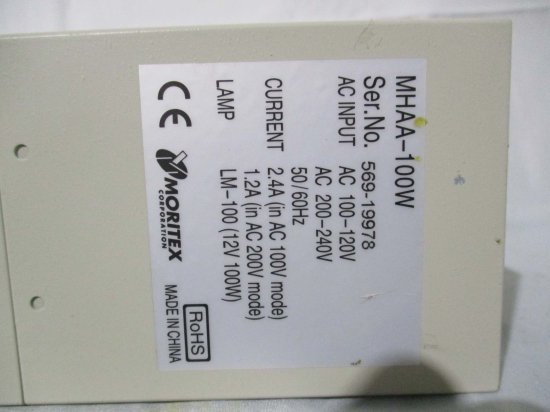 MHAA-100W
Ser.No. 569-19978
AC INPUT AC 100-120V
AC 200-240V
50/60Hz
CURRENT 2.4A (in AC 100V mode)
1.2A (in AC 200V mode)
LAMP LM-100 (12V 100W)
CE MORITEX
CORPORATION
RoHS
MADE IN CHINA